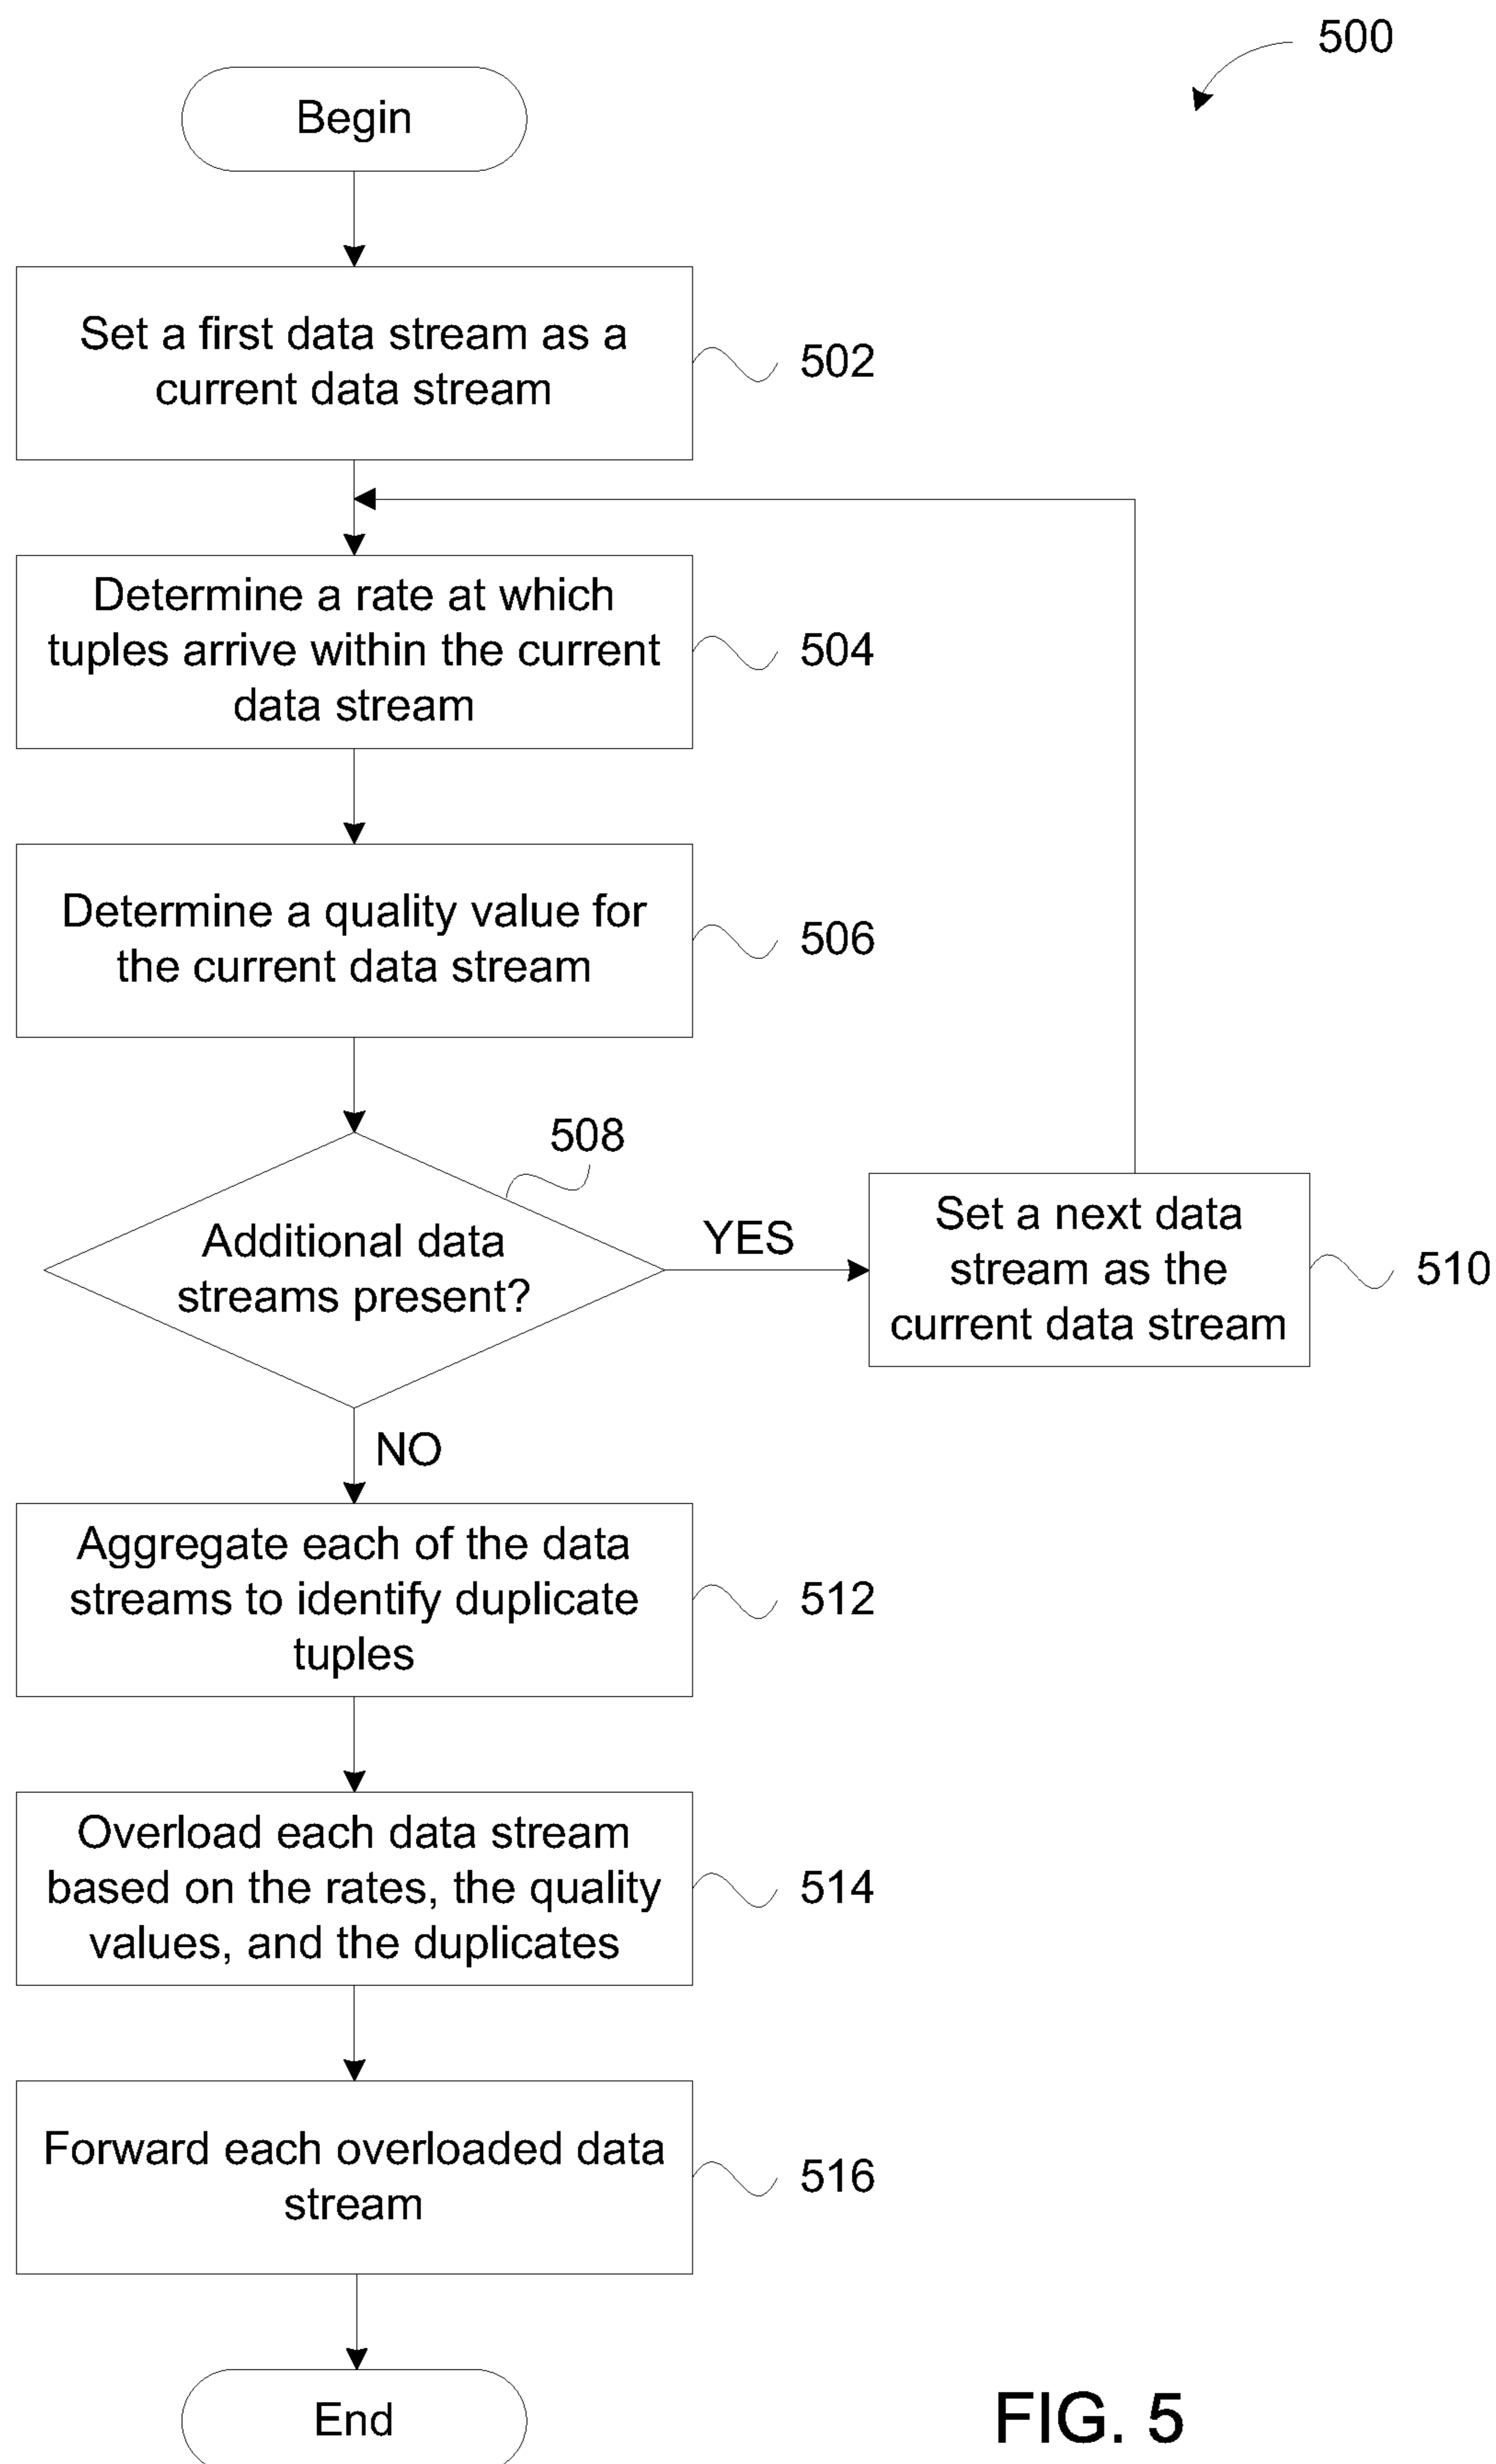 500
Begin
Set a first data stream as a
current data stream
502
Determine a rate at which
tuples arrive within the current
data stream
504
Determine a quality value for
the current data stream
506
508
Additional data
streams present?
YES
Set a next data
stream as the
current data stream
510
NO
Aggregate each of the data
streams to identify duplicate
tuples
512
Overload each data stream
based on the rates, the quality
values, and the duplicates
514
Forward each overloaded data
stream
516
End
FIG. 5